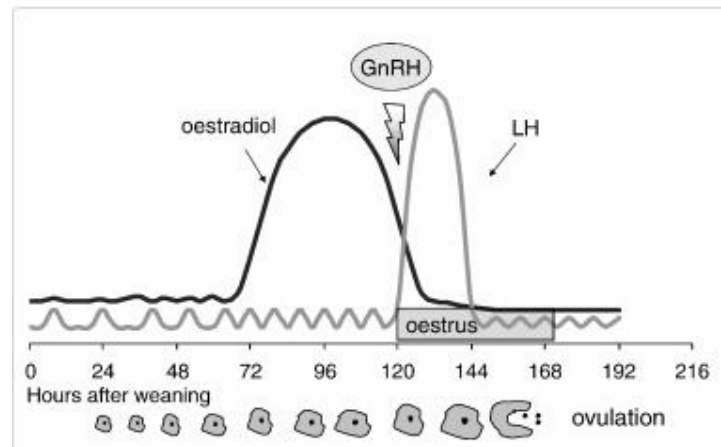 GnRH
oestradiol
LH
oestrus
0 24 48 72 96 120 144 168 192 216
Hours after weaning
ovulation